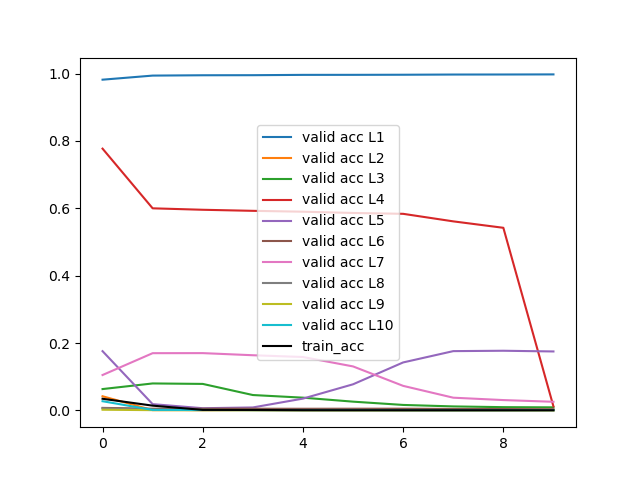 1.0
0.8
0.6
0.4
0.2
0.0
valid acc L1
valid acc L2
valid acc L3
valid acc L4
valid acc L5
valid acc L6
valid acc L7
valid acc L8
valid acc L9
valid acc L10
train_acc
0 2 4 6 8